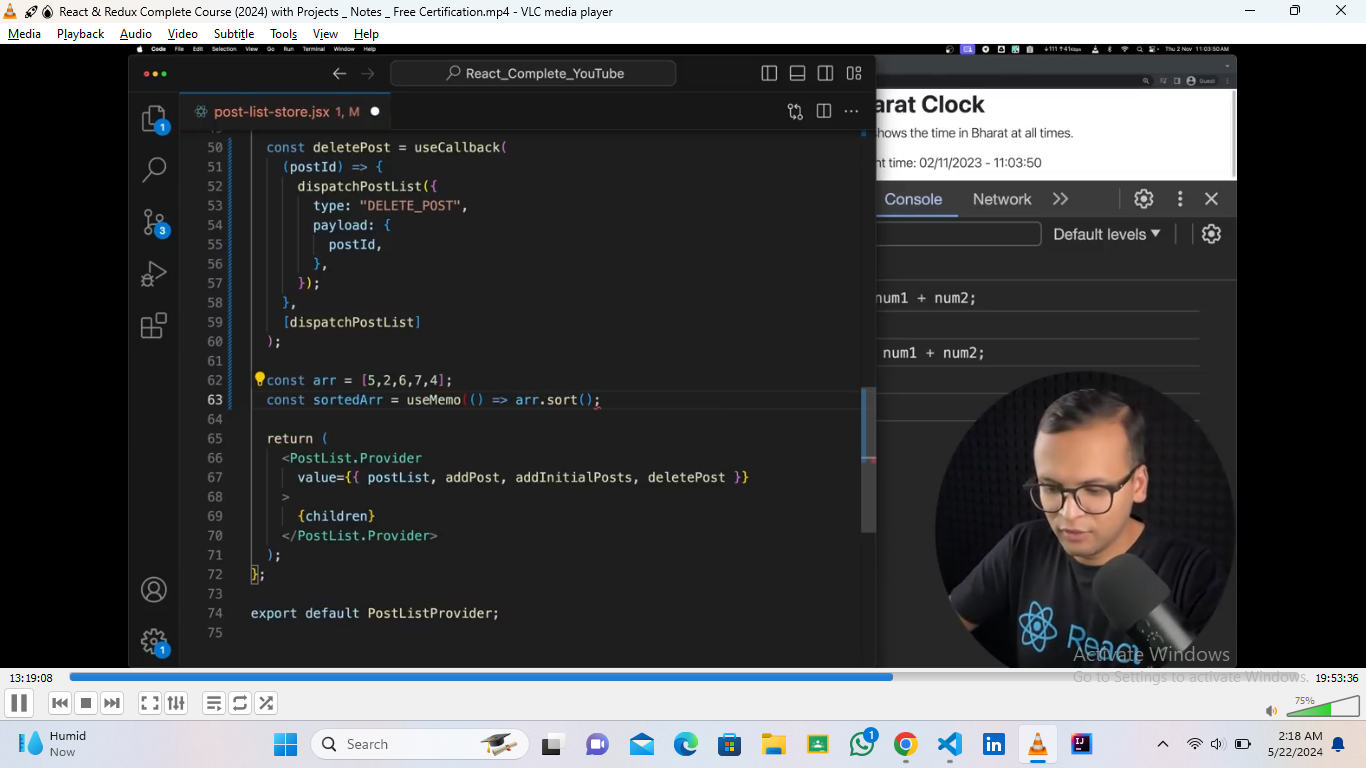 React & Redux Complete Course (2024) with Projects _ Notes _ Free Certification.mp4 - VLC media player
Media Playback Audio Video Subtitle Tools View Help
Code File Edit Selection View Go Run Terminal Window Help
Thu 2 Nov 11:03:50 AM
React_Complete_YouTube
Guest
post-list-store.jsx 1, M
arat Clock
shows the time in Bharat at all times.
nt time: 02/11/2023 - 11:03:50
Console Network
Default levels
num1 + num2;
num1 + num2;
50 const deletePost = useCallback(
51 (postId) => {
52 dispatchPostList({
53 type: "DELETE_POST",
54 payload: {
55 postId,
56 },
57 });
58 },
59 [dispatchPostList]
60 );
61
62 const arr = [5,2,6,7,4];
63 const sortedArr = useMemo(() => arr.sort();
64
65 return (
66 <PostList.Provider
67 value={{ postList, addPost, addInitialPosts, deletePost }}
68 >
69 {children}
70 </PostList.Provider>
71 );
72 };
73
74 export default PostListProvider;
75
1
3
1
React
Activate Windows
Go to Settings to activate Windows.
13:19:08 19:53:36
75%
Humid
Now
Search
1
2:18 AM
5/22/2024